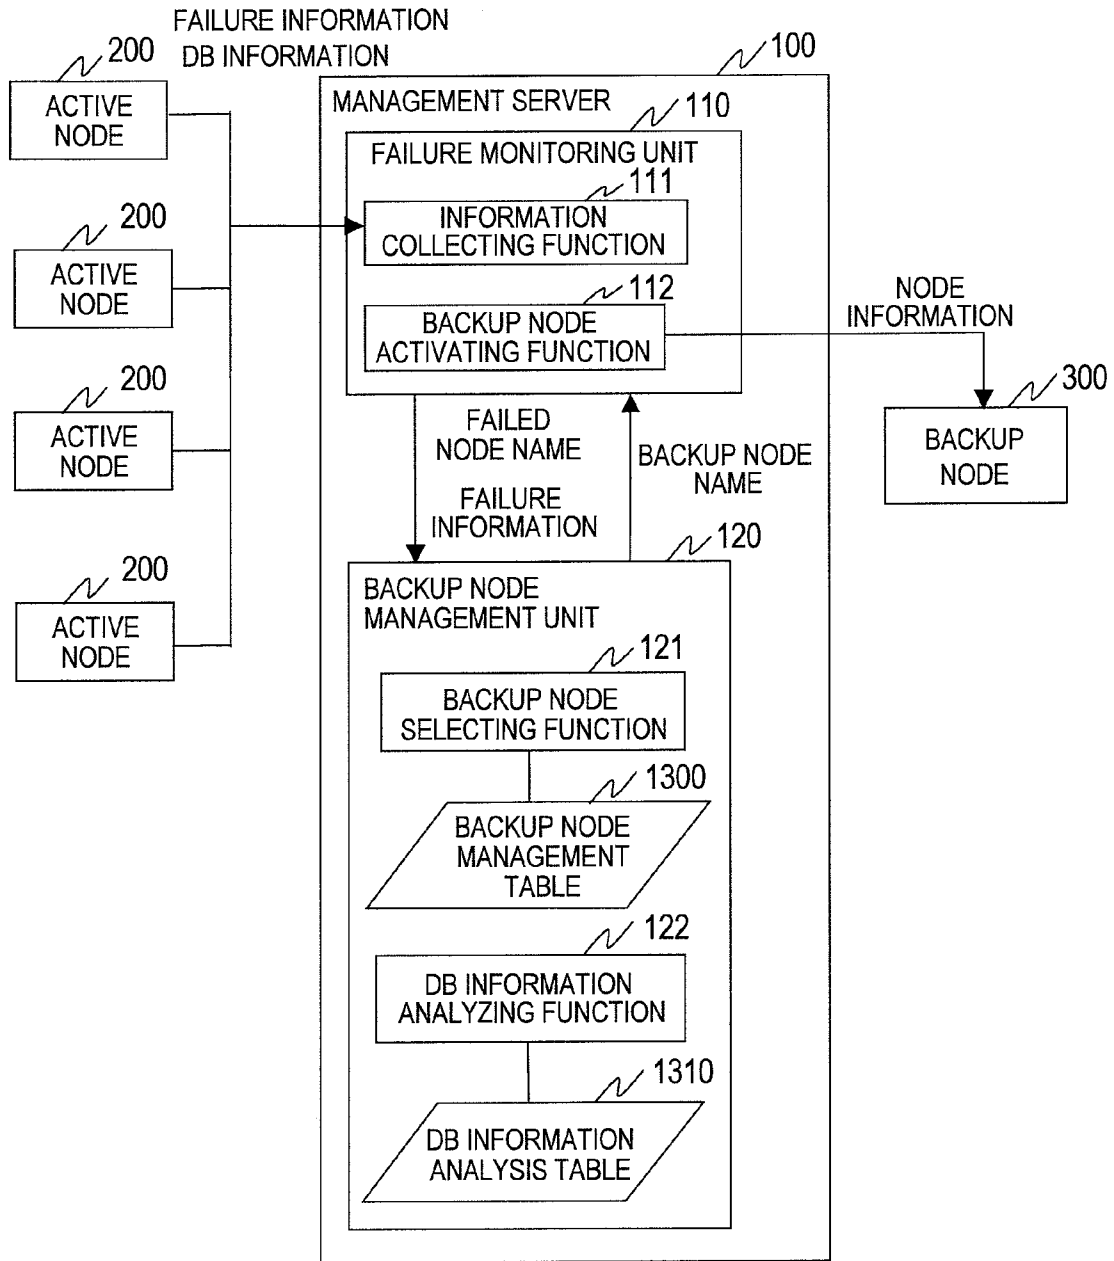 FAILURE INFORMATION
DB INFORMATION
200
ACTIVE
NODE
200
ACTIVE
NODE
200
ACTIVE
NODE
200
ACTIVE
NODE
100
MANAGEMENT SERVER
110
FAILURE MONITORING UNIT
111
INFORMATION
COLLECTING FUNCTION
112
BACKUP NODE
ACTIVATING FUNCTION
NODE
INFORMATION
300
BACKUP
NODE
FAILED
NODE NAME
FAILURE
INFORMATION
BACKUP NODE
NAME
120
BACKUP NODE
MANAGEMENT UNIT
121
BACKUP NODE
SELECTING FUNCTION
1300
BACKUP NODE
MANAGEMENT
TABLE
122
DB INFORMATION
ANALYZING FUNCTION
1310
DB INFORMATION
ANALYSIS TABLE